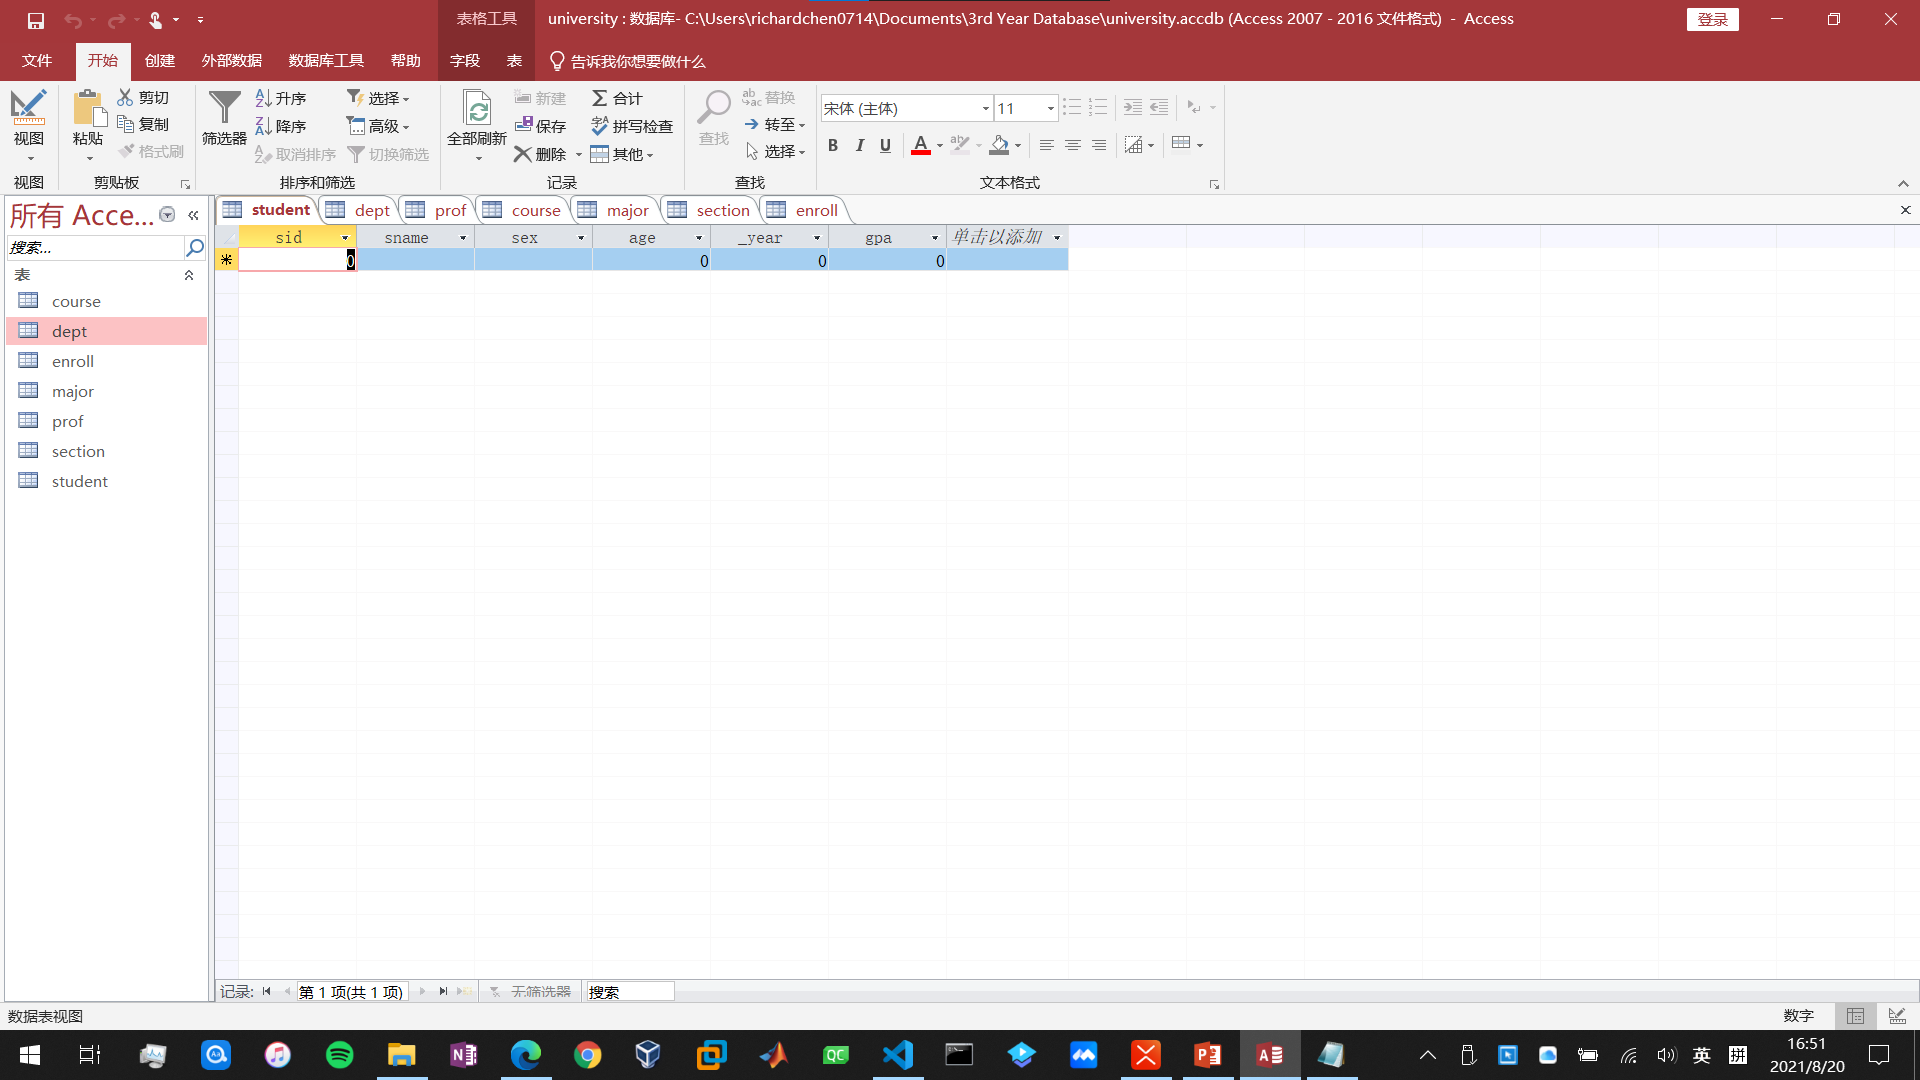 表格工具
university : 数据库- C:\Users\richardchen0714\Documents\3rd Year Database\university.accdb (Access 2007 - 2016 文件格式) - Access
登录
文件 开始 创建 外部数据 数据库工具 帮助 字段 表 告诉我你想要做什么
视图
视图
粘贴
剪切
复制
格式刷
剪贴板
筛选器
升序
降序
取消排序
选择
高级
切换筛选
排序和筛选
全部刷新
新建
保存
删除
合计
拼写检查
其他
记录
查找
替换
转至
选择
查找
宋体 (主体) 11
B I U A
文本格式
所有 Acce...
搜索...
表
course
dept
enroll
major
prof
section
student
student dept prof course major section enroll
sid sname sex age _year gpa 单击以添加
0 0 0 0
记录: 第 1 项(共 1 项) 无筛选器 搜索
数据表视图 数字
英 拼
16:51
2021/8/20